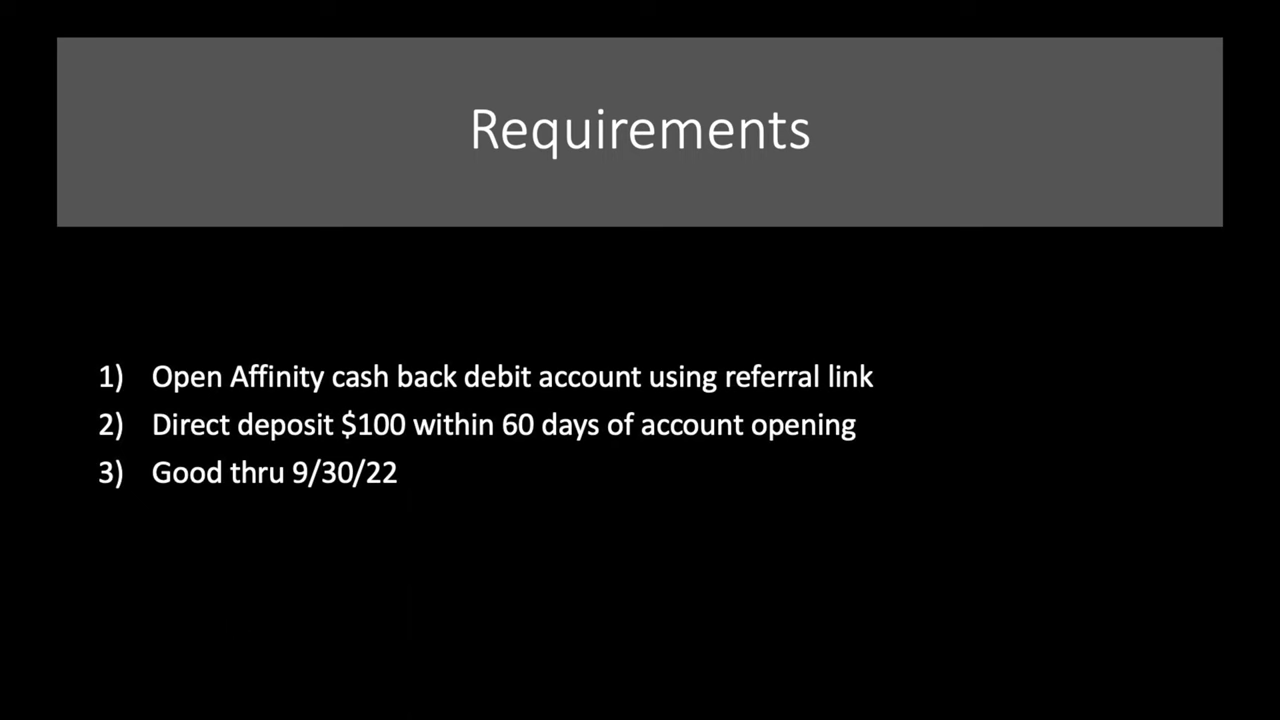 Requirements
1) Open Affinity cash back debit account using referral link
2) Direct deposit $100 within 60 days of account opening
3) Good thru 9/30/22